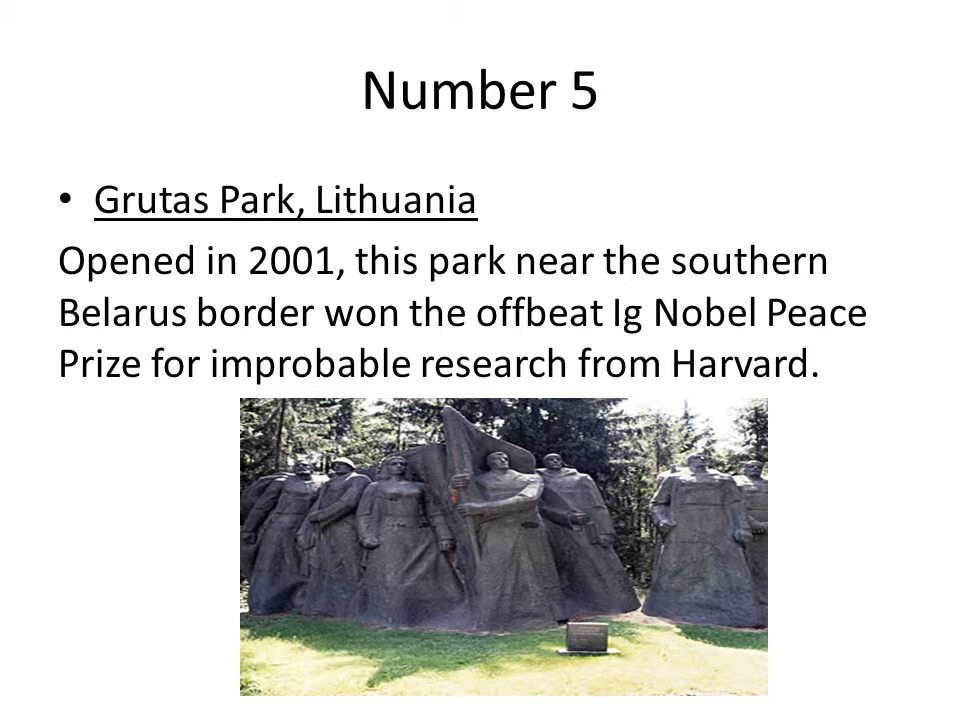 Number 5
• Grutas Park, Lithuania
Opened in 2001, this park near the southern
Belarus border won the offbeat Ig Nobel Peace
Prize for improbable research from Harvard.